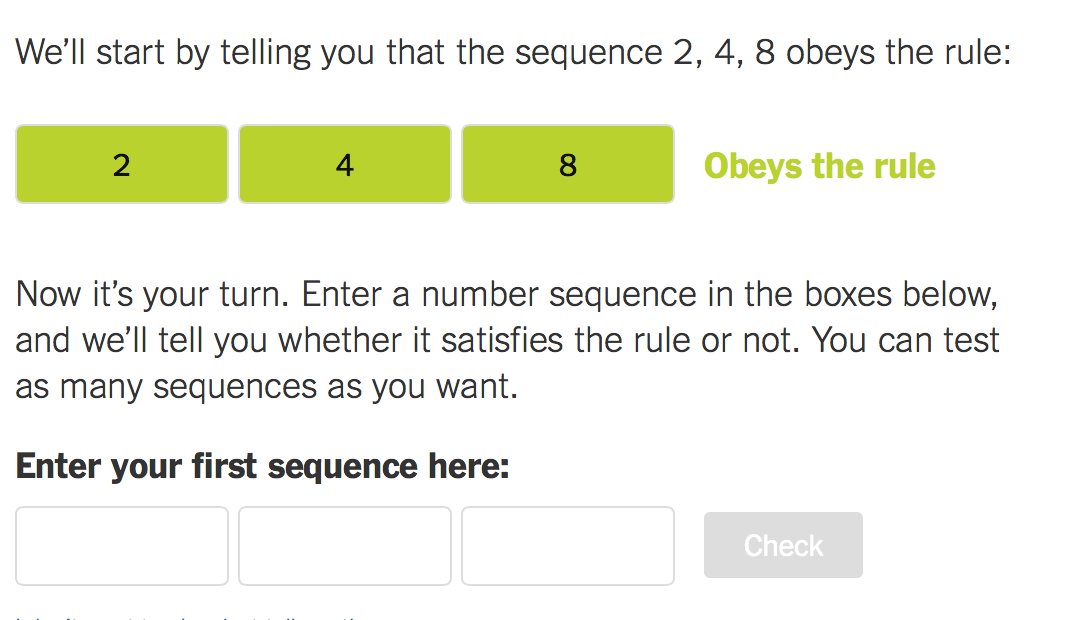 We'll start by telling you that the sequence 2, 4, 8 obeys the rule:
2 4 8 Obeys the rule
Now it's your turn. Enter a number sequence in the boxes below,
and we'll tell you whether it satisfies the rule or not. You can test
as many sequences as you want.
Enter your first sequence here:
Check